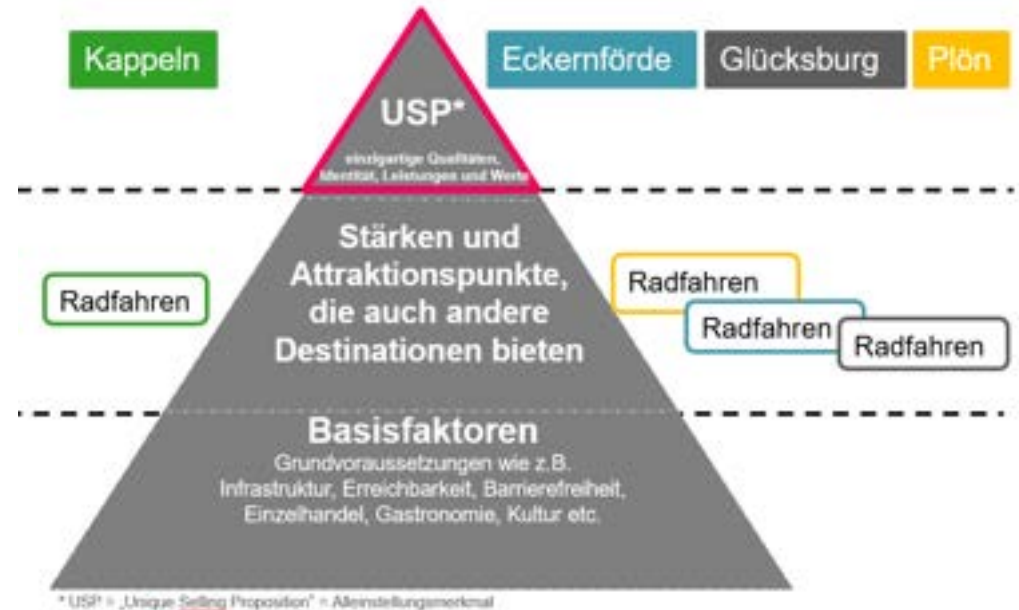 Kappeln
Eckernförde
Glücksburg
Plön
USP*
einzigartige Qualitäten,
Identität, Leistungen und Werte
Stärken und
Attraktionspunkte,
die auch andere
Destinationen bieten
Radfahren
Radfahren
Radfahren
Radfahren
Basisfaktoren
Grundvoraussetzungen wie z.B.
Infrastruktur, Erreichbarkeit, Barrierefreiheit,
Einzelhandel, Gastronomie, Kultur etc.
* USP = „Unique Selling Proposition" = Alleinstellungsmerkmal